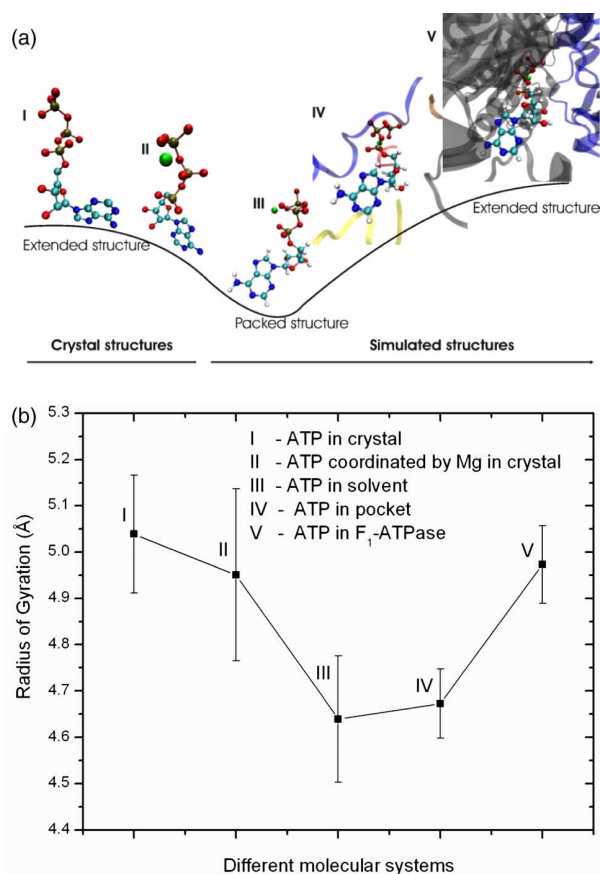 (a)
I
II
III
IV
V
Extended structure
Packed structure
Extended structure
Crystal structures
Simulated structures
(b)
5.3
5.2
5.1
5.0
4.9
4.8
4.7
4.6
4.5
4.4
Radius of Gyration (Å)
I - ATP in crystal
II - ATP coordinated by Mg in crystal
III - ATP in solvent
IV - ATP in pocket
V - ATP in F₁-ATPase
I
II
III
IV
V
Different molecular systems